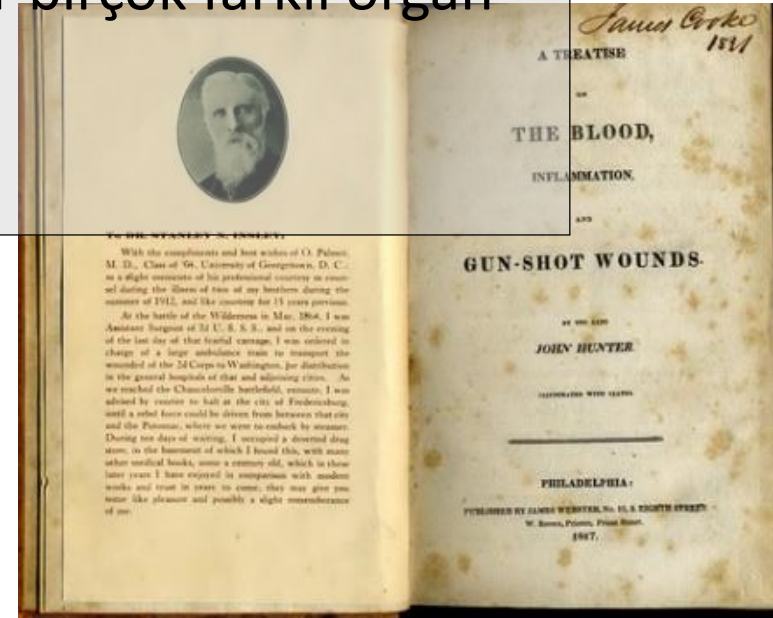 birçok farklı organ
James Cooke
1821
A TREATISE
ON
THE BLOOD,
INFLAMMATION,
AND
GUN-SHOT WOUNDS.
BY THE LATE
JOHN HUNTER.
ILLUSTRATED WITH PLATES.
PHILADELPHIA:
PUBLISHED BY JAMES WEBSTER, No. 10, S. EIGHTH STREET.
W. Brown, Printer, Prune Street.
1817.
To DR. STANLEY N. INSLEY:
With the compliments and best wishes of O. Palmer,
M. D., Class of '64, University of Georgetown, D. C.,
as a slight memento of his professional courtesy in coun-
sel during the illness of two of my brothers during the
summer of 1912, and like courtesy for 15 years previous.
At the battle of the Wilderness in May, 1864, I was
Assistant Surgeon of 2d U. S. S. S., and on the evening
of the last day of that fearful carnage, I was ordered in
charge of a large ambulance train to transport the
wounded of the 2d Corps to Washington, for distribution
in the general hospitals of that and adjoining cities. As
we reached the Chancelorville battlefield, enroute, I was
advised by courier to halt at the city of Fredericksburg,
until a rebel force could be driven from between that city
and the Potomac, where we were to embark by steamer.
During ten days of waiting, I occupied a deserted drug
store, in the basement of which I found this, with many
other medical books, some a century old, which in these
later years I have enjoyed in comparison with modern
works and trust in years to come, they may give you
some like pleasure and possibly a slight remembrance
of me.